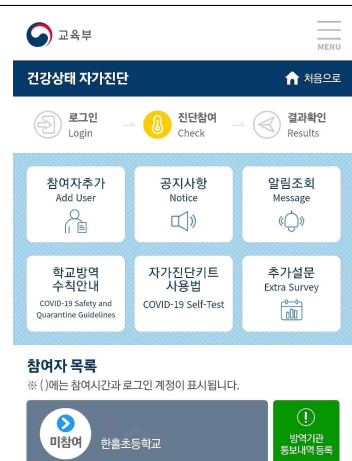 교육부
MENU
건강상태 자가진단
처음으로
로그인
Login
진단참여
Check
결과확인
Results
참여자추가
Add User
공지사항
Notice
알림조회
Message
학교방역
수칙안내
COVID-19 Safety and
Quarantine Guidelines
자가진단키트
사용법
COVID-19 Self-Test
추가설문
Extra Survey
참여자 목록
※ ( )에는 참여시간과 로그인 계정이 표시됩니다.
미참여
한홀초등학교
방역기관
통보내역 등록